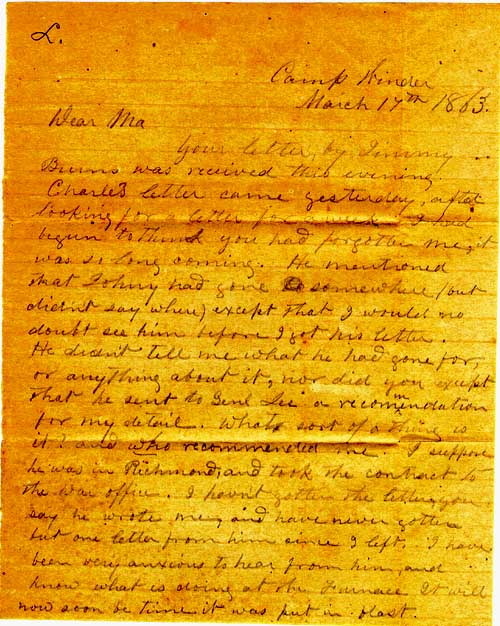 L.
Camp Winder
March 17th 1863.
Dear Ma
Your letter, by Jimmy
Burns was received this evening.
Charles letter came yesterday, after
looking for a letter for a week. I had
begun to think you had forgotten me, it
was so long coming. He mentioned
that Johny had gone somewhere (but
didn't say where) except that I would no
doubt see him before I got his letter.
He didn't tell me what he had gone for,
or anything about it, nor did you except
that he sent to Genl Lee a recommendation
for my detail. What sort of a thing is
it? and who recommended me. I suppose
he was in Richmond, and took the contract to
the War office. I havn't gotten the letter you
say he wrote me, and have never gotten
but one letter from him since I left. I have
been very anxious to hear from him, and
know what is doing at the Furnace It will
now soon be time it was put in blast.